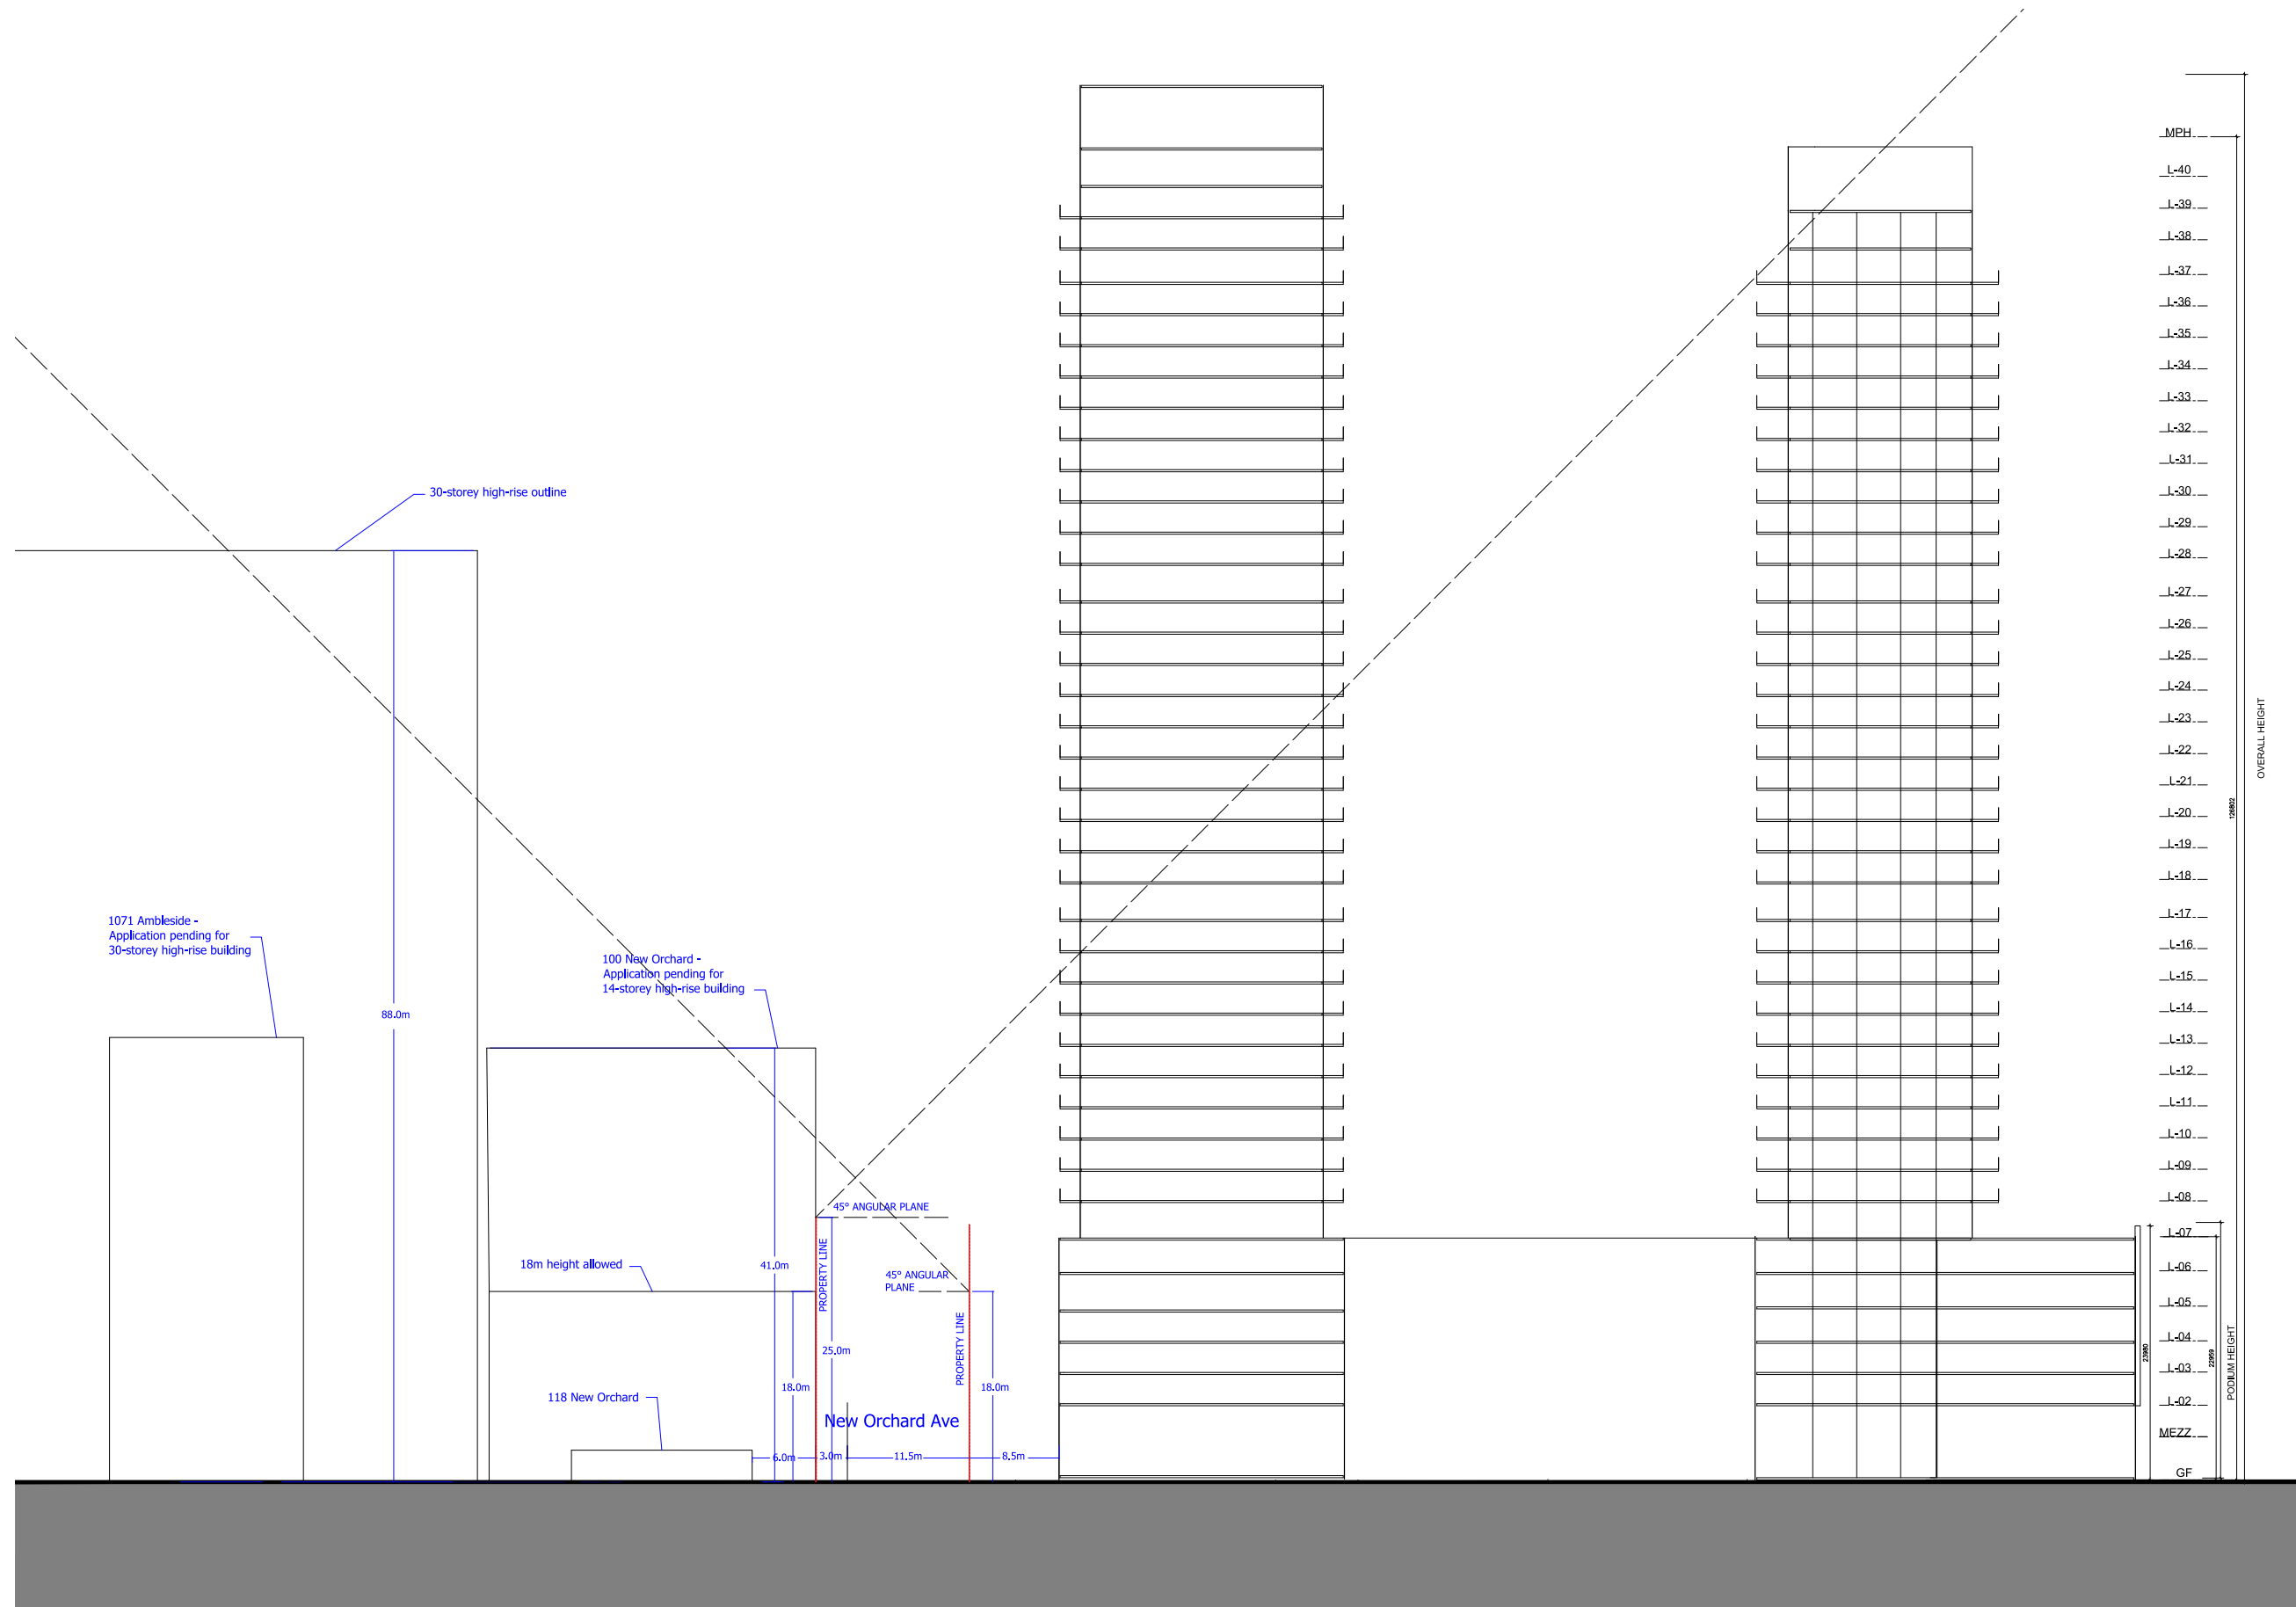 MPH
L-40
L-39
L-38
L-37
L-36
L-35
L-34
L-33
L-32
L-31
L-30
L-29
L-28
L-27
L-26
L-25
L-24
L-23
L-22
L-21
L-20
L-19
L-18
L-17
L-16
L-15
L-14
L-13
L-12
L-11
L-10
L-09
L-08
L-07
L-06
L-05
L-04
L-03
L-02
MEZZ
GF
OVERALL HEIGHT
126802
PODIUM HEIGHT
22959
23980
30-storey high-rise outline
88.0m
1071 Ambleside -
Application pending for
30-storey high-rise building
100 New Orchard -
Application pending for
14-storey high-rise building
45° ANGULAR PLANE
18m height allowed
41.0m
PROPERTY LINE
45° ANGULAR
PLANE
25.0m
PROPERTY LINE
18.0m
18.0m
118 New Orchard
New Orchard Ave
6.0m
3.0m
11.5m
8.5m